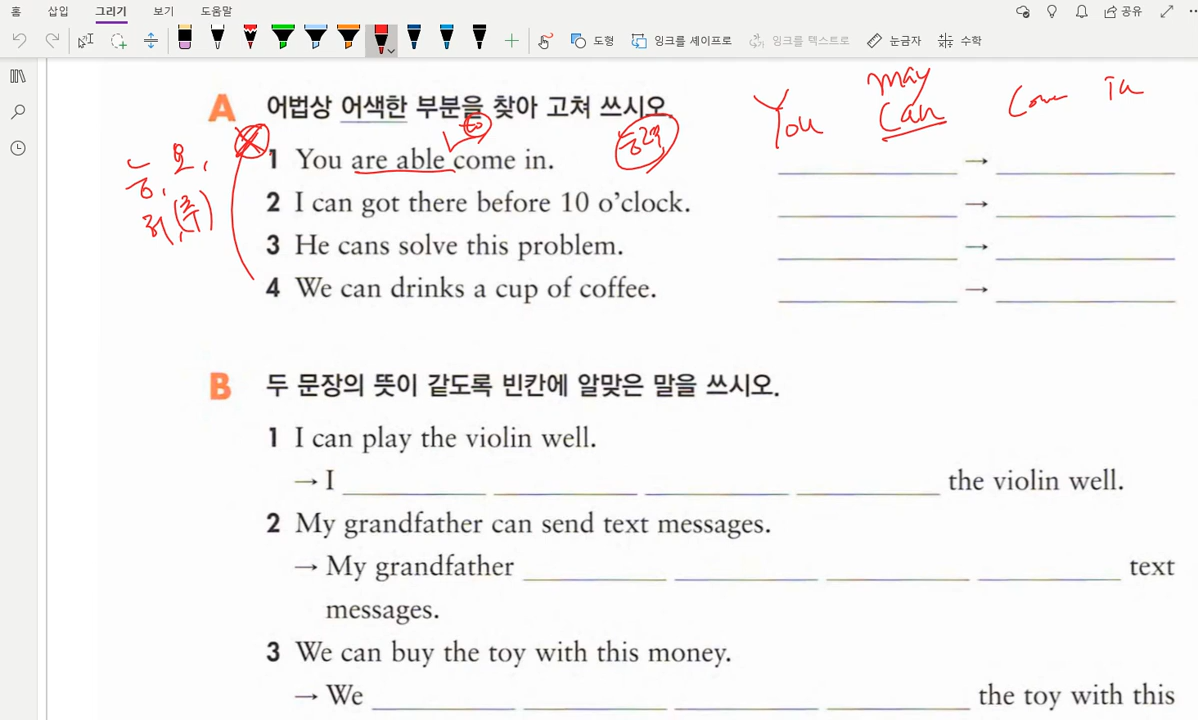 홈 삽입 그리기 보기 도움말
공유
도형 잉크를 셰이프로 잉크를 텍스트로 눈금자 수학
You may can come in
A 어법상 어색한 부분을 찾아 고쳐 쓰시오.
to
능력
능, 요,
허, (추)
1 You are able come in. →
2 I can got there before 10 o’clock. →
3 He cans solve this problem. →
4 We can drinks a cup of coffee. →
B 두 문장의 뜻이 같도록 빈칸에 알맞은 말을 쓰시오.
1 I can play the violin well.
→ I the violin well.
2 My grandfather can send text messages.
→ My grandfather text
messages.
3 We can buy the toy with this money.
→ We the toy with this